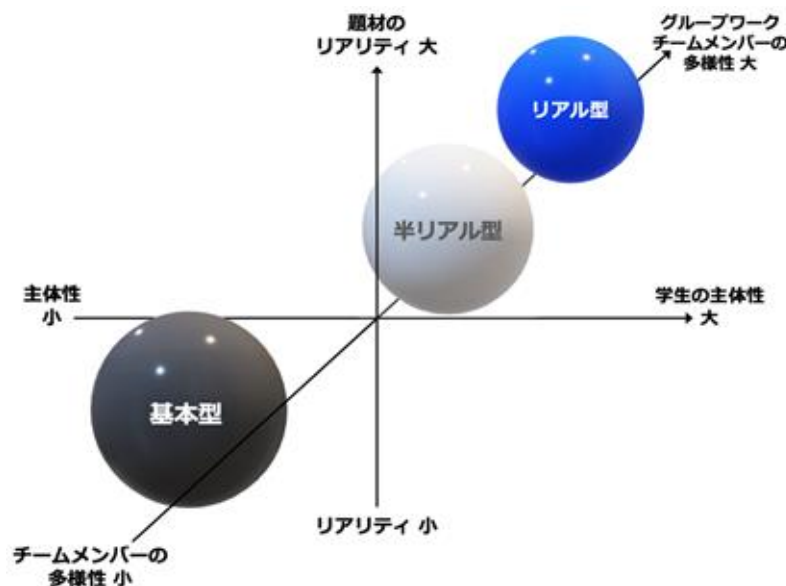 題材の
リアリティ 大
グループワーク
チームメンバーの
多様性 大
リアル型
半リアル型
主体性
小
学生の主体性
大
基本型
リアリティ 小
チームメンバーの
多様性 小